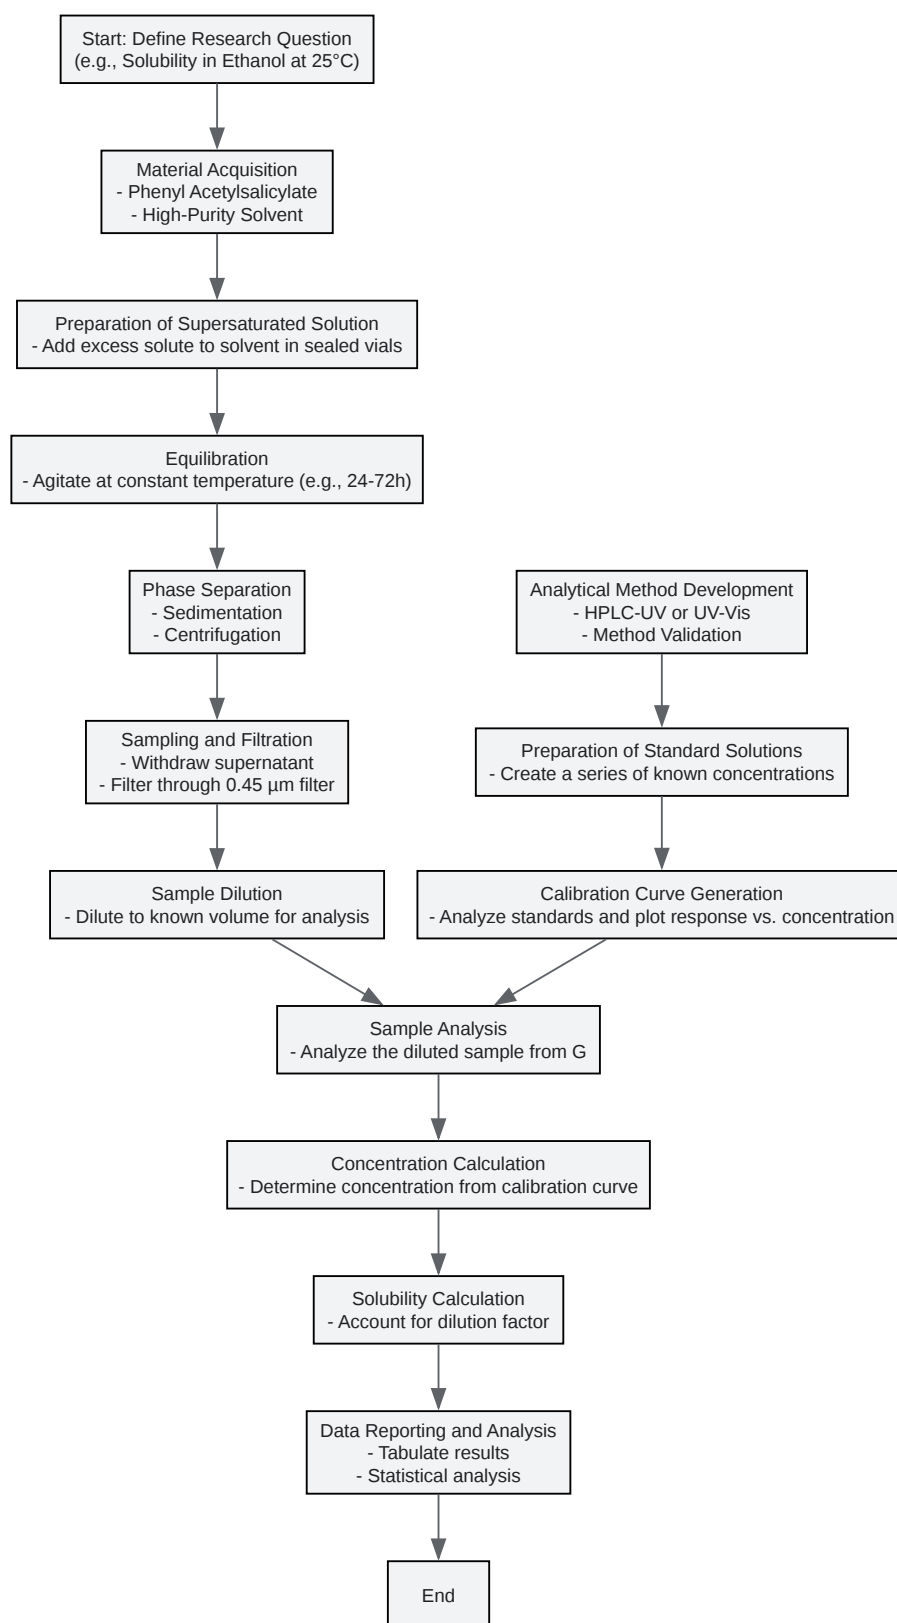 Start: Define Research Question
(e.g., Solubility in Ethanol at 25°C)
Material Acquisition
- Phenyl Acetylsalicylate
- High-Purity Solvent
Preparation of Supersaturated Solution
- Add excess solute to solvent in sealed vials
Equilibration
- Agitate at constant temperature (e.g., 24-72h)
Phase Separation
- Sedimentation
- Centrifugation
Analytical Method Development
- HPLC-UV or UV-Vis
- Method Validation
Sampling and Filtration
- Withdraw supernatant
- Filter through 0.45 µm filter
Preparation of Standard Solutions
- Create a series of known concentrations
Sample Dilution
- Dilute to known volume for analysis
Calibration Curve Generation
- Analyze standards and plot response vs. concentration
Sample Analysis
- Analyze the diluted sample from G
Concentration Calculation
- Determine concentration from calibration curve
Solubility Calculation
- Account for dilution factor
Data Reporting and Analysis
- Tabulate results
- Statistical analysis
End